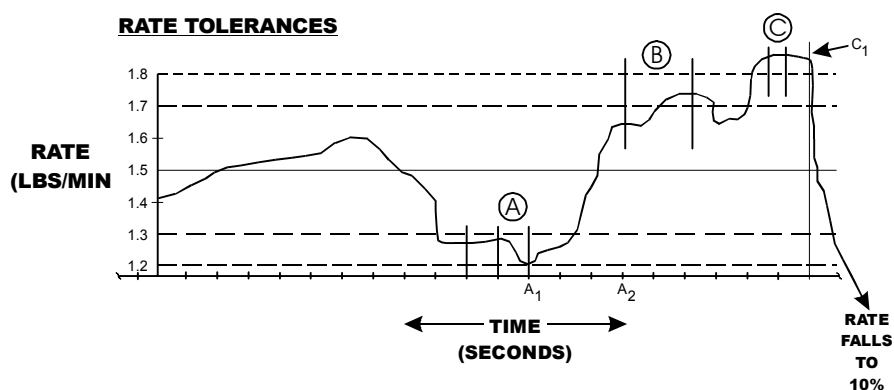 RATE TOLERANCES
B
C
C1
1.8
1.7
1.6
1.5
1.4
1.3
1.2
RATE
(LBS/MIN
A
A1
A2
TIME
(SECONDS)
RATE
FALLS
TO
10%